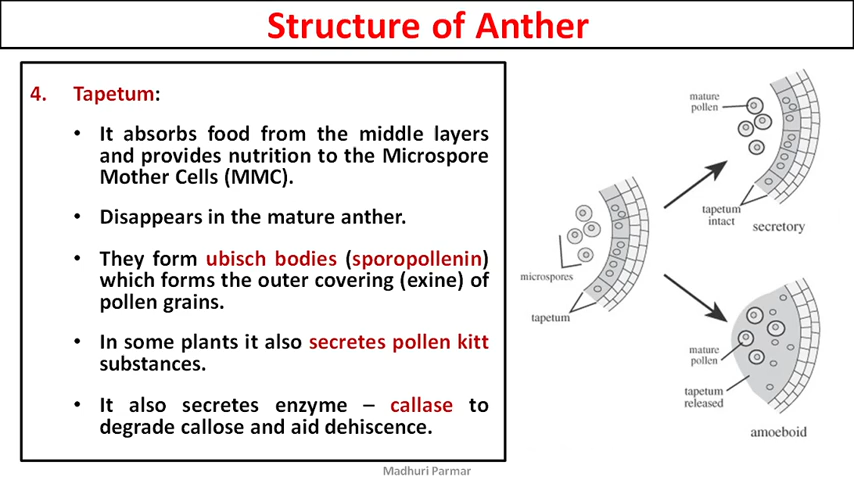 Structure of Anther
4. Tapetum:
• It absorbs food from the middle layers
and provides nutrition to the Microspore
Mother Cells (MMC).
• Disappears in the mature anther.
• They form ubisch bodies (sporopollenin)
which forms the outer covering (exine) of
pollen grains.
• In some plants it also secretes pollen kitt
substances.
• It also secretes enzyme – callase to
degrade callose and aid dehiscence.
microspores
tapetum
mature
pollen
tapetum
intact
secretory
mature
pollen
tapetum
released
amoeboid
Madhuri Parmar